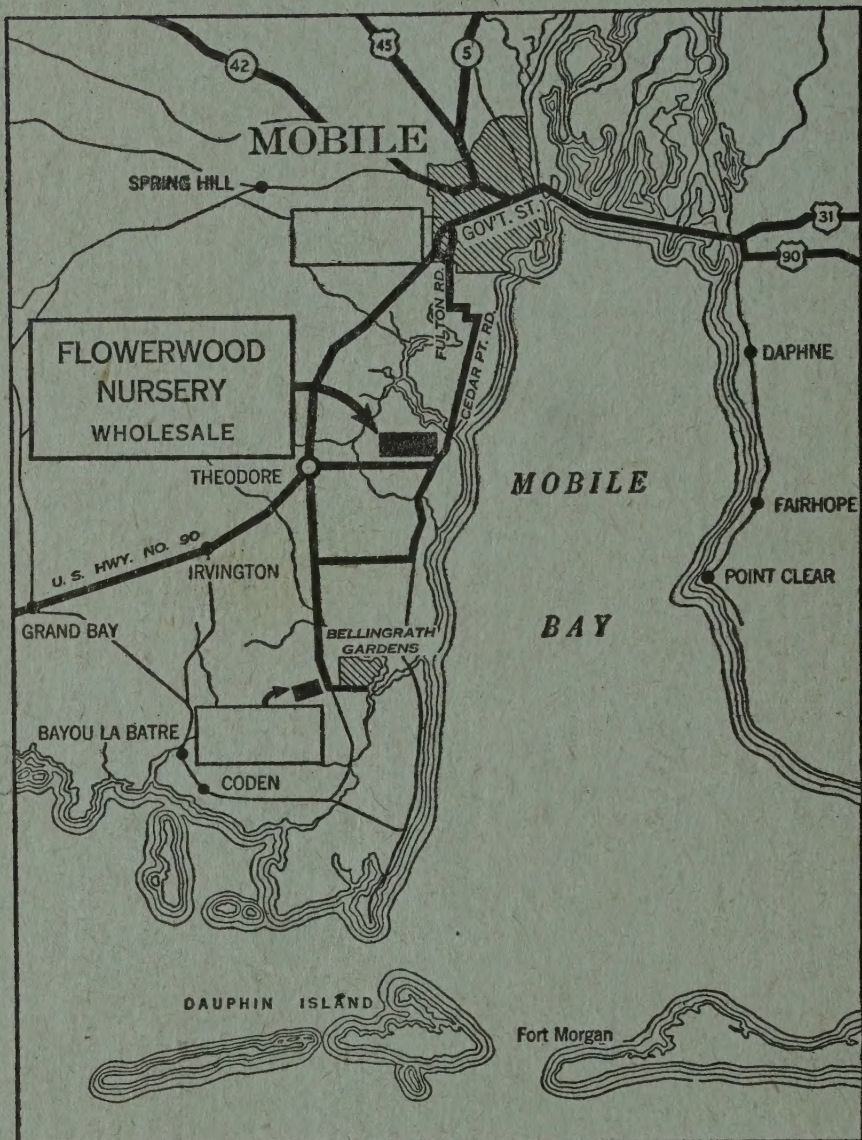 42
45
5
MOBILE
SPRING HILL
GOV'T. ST.
31
90
FULTON RD.
CEDAR PT. RD.
FLOWERWOOD
NURSERY
WHOLESALE
DAPHNE
THEODORE
MOBILE
FAIRHOPE
U. S. HWY. NO. 90
IRVINGTON
POINT CLEAR
GRAND BAY
BAY
BELLINGRATH
GARDENS
BAYOU LA BATRE
CODEN
DAUPHIN ISLAND
Fort Morgan